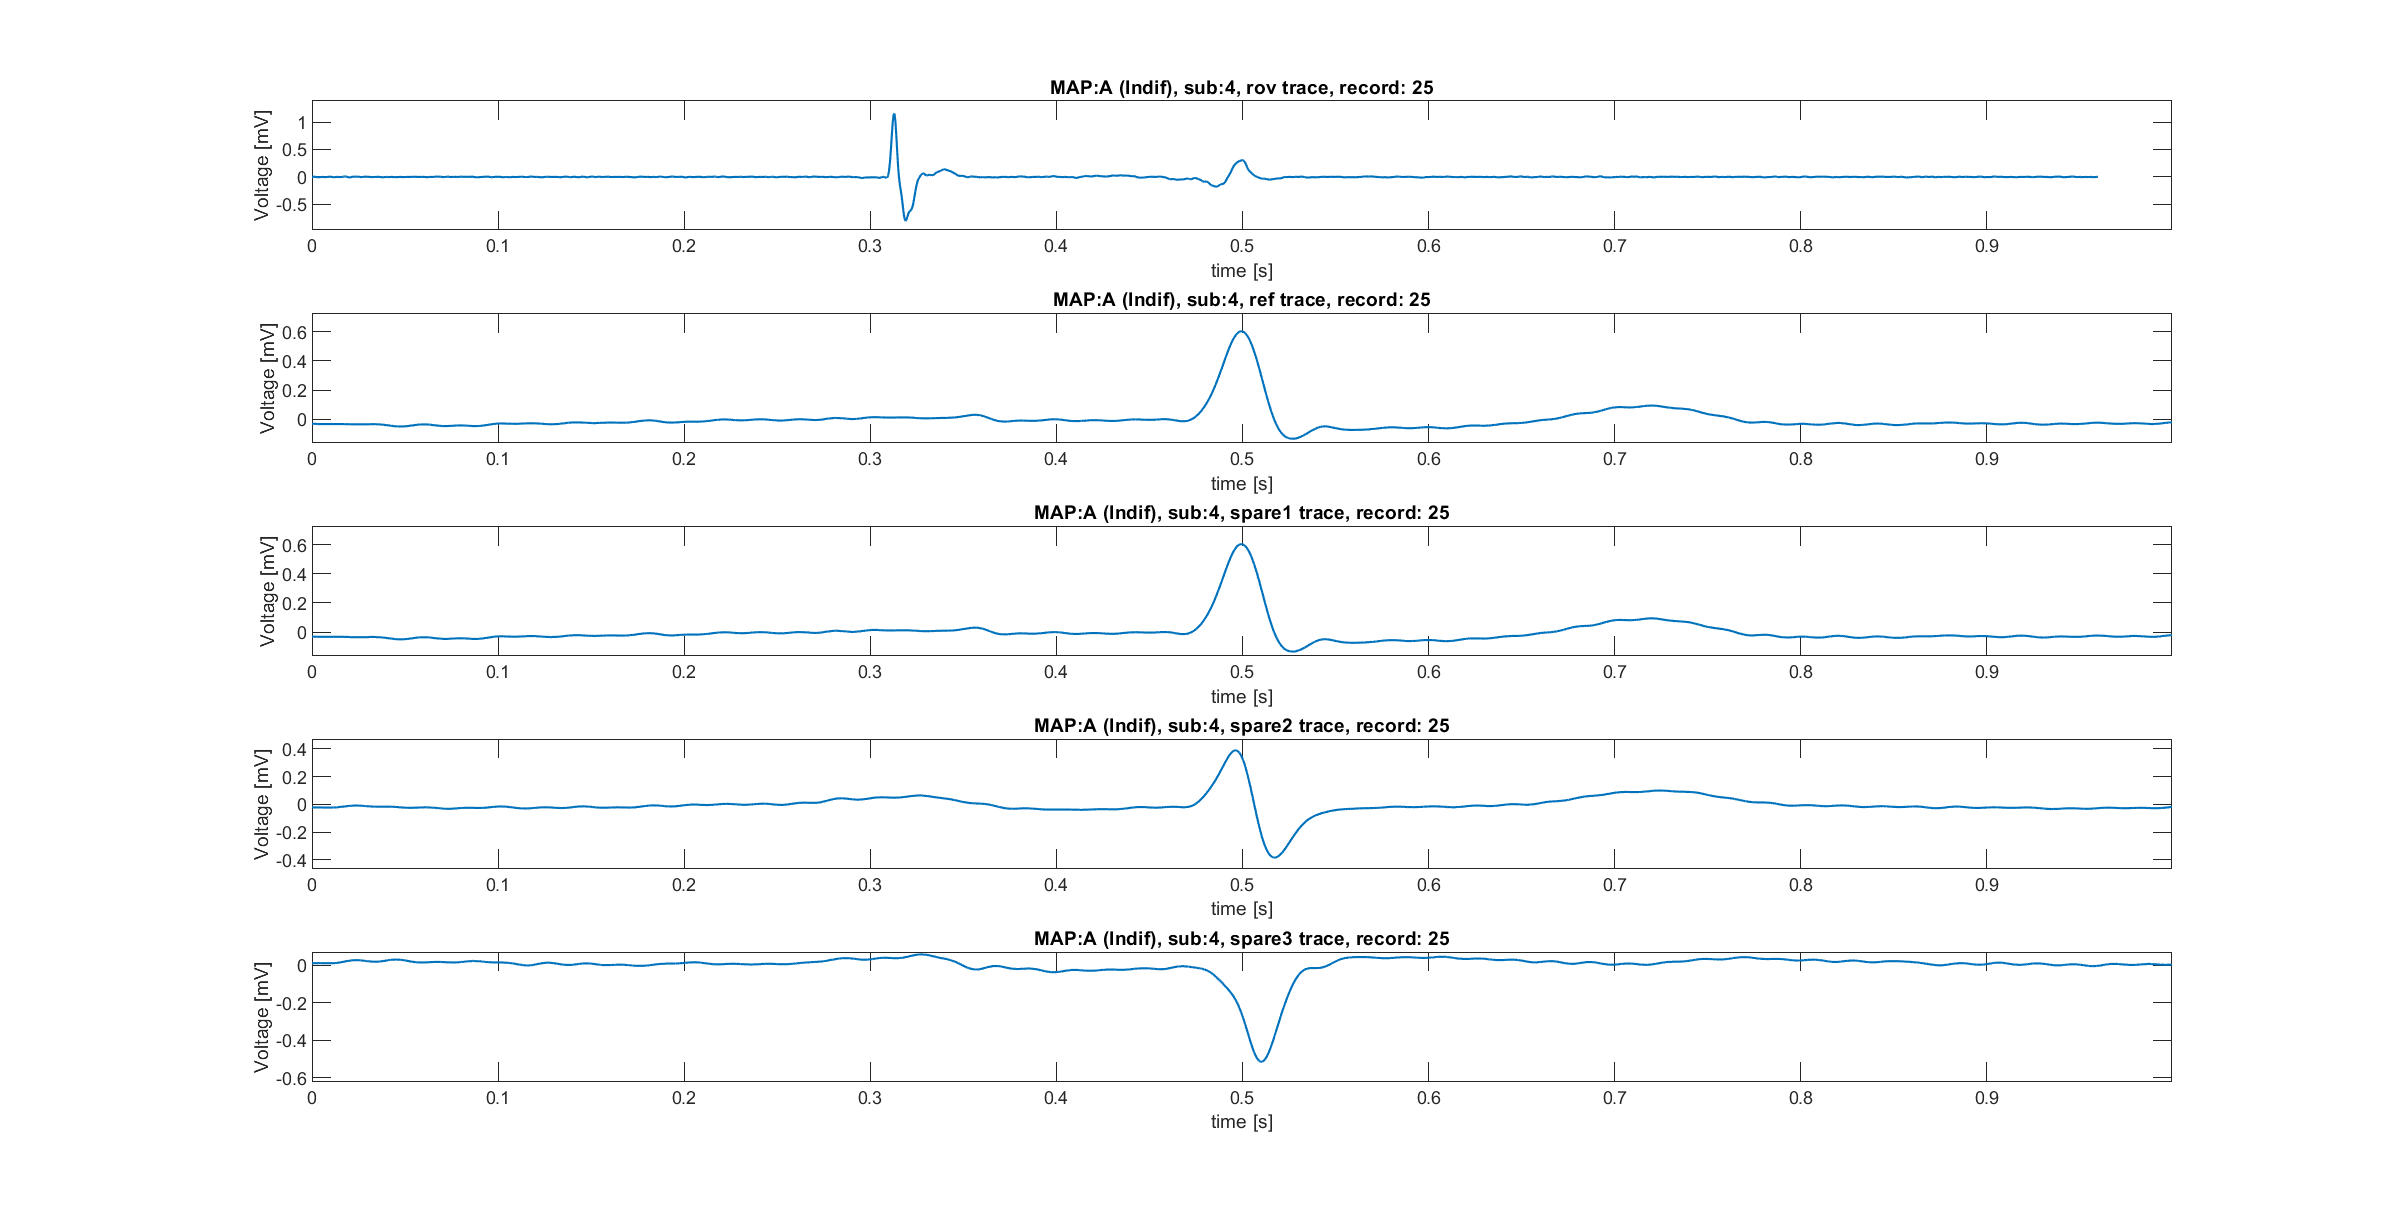 MAP:A (Indif), sub:4, rov trace, record: 25
Voltage [mV]
1
0.5
0
-0.5
0 0.1 0.2 0.3 0.4 0.5 0.6 0.7 0.8 0.9
time [s]
MAP:A (Indif), sub:4, ref trace, record: 25
Voltage [mV]
0.6
0.4
0.2
0
0 0.1 0.2 0.3 0.4 0.5 0.6 0.7 0.8 0.9
time [s]
MAP:A (Indif), sub:4, spare1 trace, record: 25
Voltage [mV]
0.6
0.4
0.2
0
0 0.1 0.2 0.3 0.4 0.5 0.6 0.7 0.8 0.9
time [s]
MAP:A (Indif), sub:4, spare2 trace, record: 25
Voltage [mV]
0.4
0.2
0
-0.2
-0.4
0 0.1 0.2 0.3 0.4 0.5 0.6 0.7 0.8 0.9
time [s]
MAP:A (Indif), sub:4, spare3 trace, record: 25
Voltage [mV]
0
-0.2
-0.4
-0.6
0 0.1 0.2 0.3 0.4 0.5 0.6 0.7 0.8 0.9
time [s]